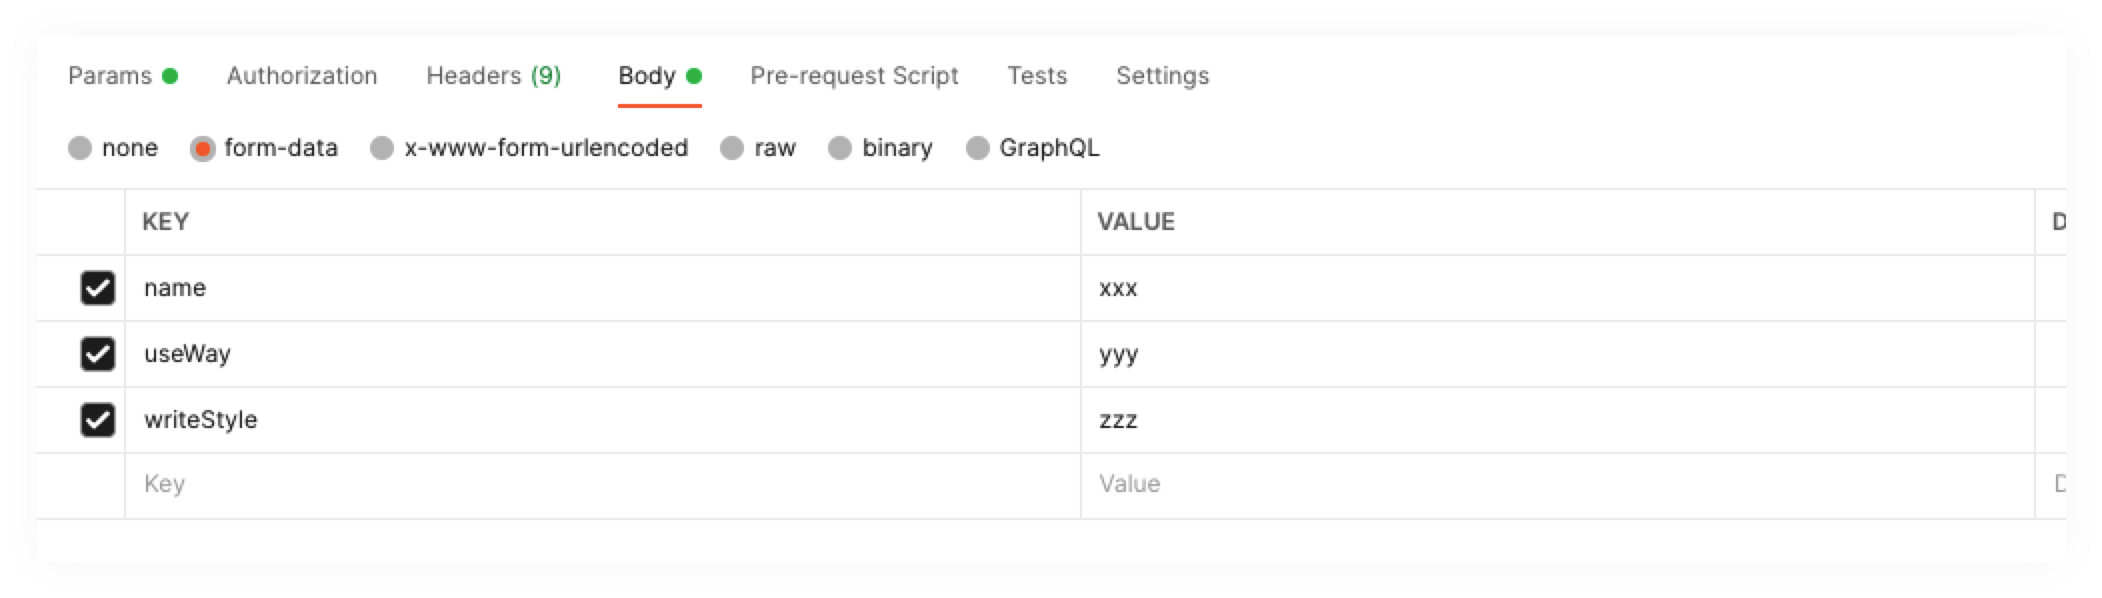 Params Authorization Headers (9) Body Pre-request Script Tests Settings
none form-data x-www-form-urlencoded raw binary GraphQL
KEY VALUE D
name xxx
useWay yyy
writeStyle zzz
Key Value D